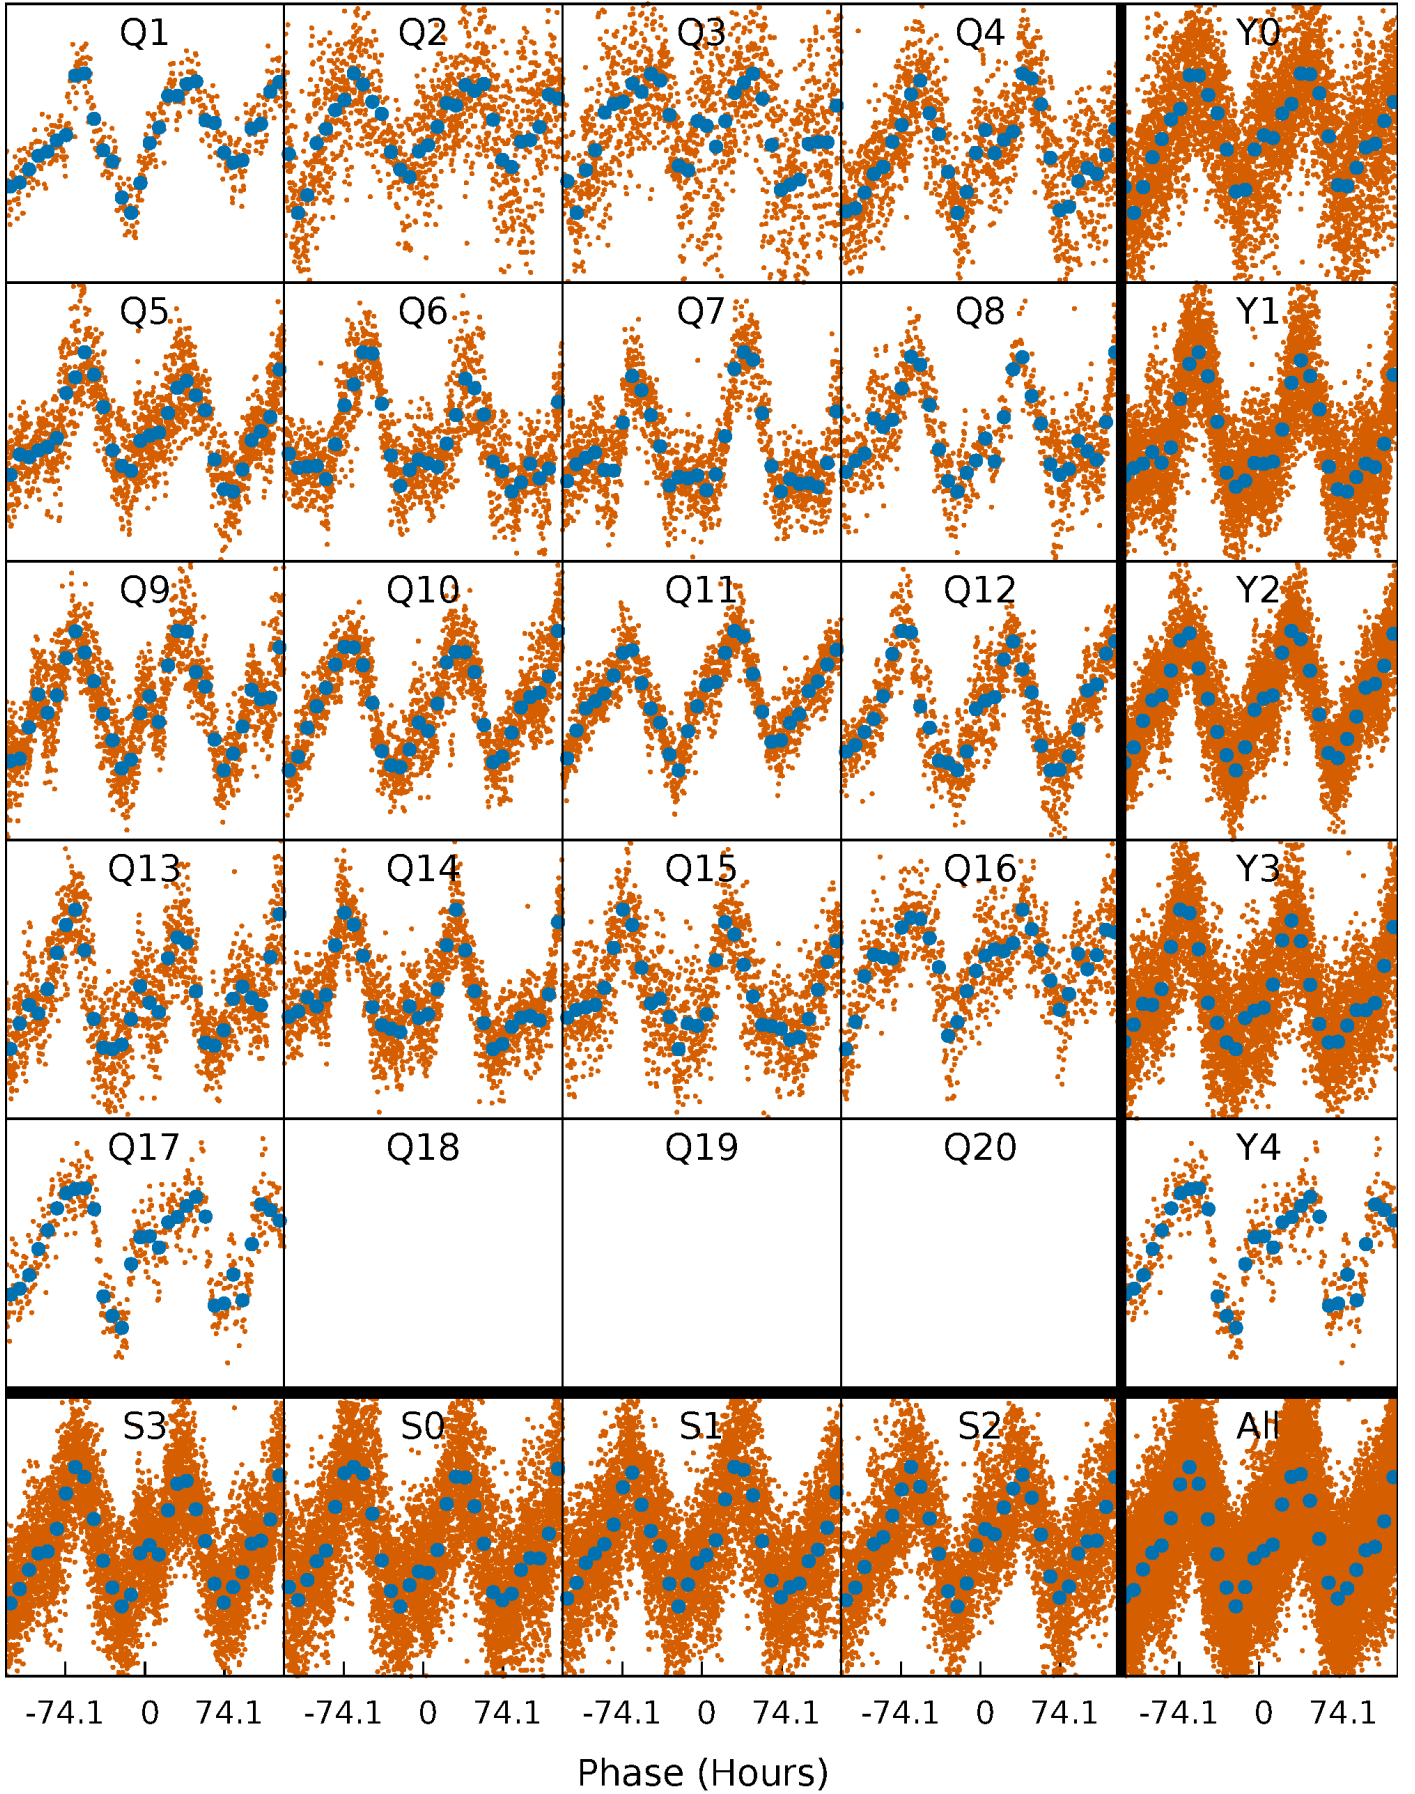 Q1 Q2 Q3 Q4 Y0
Q5 Q6 Q7 Q8 Y1
Q9 Q10 Q11 Q12 Y2
Q13 Q14 Q15 Q16 Y3
Q17 Q18 Q19 Q20 Y4
S3 S0 S1 S2 All
-74.1 0 74.1 -74.1 0 74.1 -74.1 0 74.1 -74.1 0 74.1 -74.1 0 74.1
Phase (Hours)